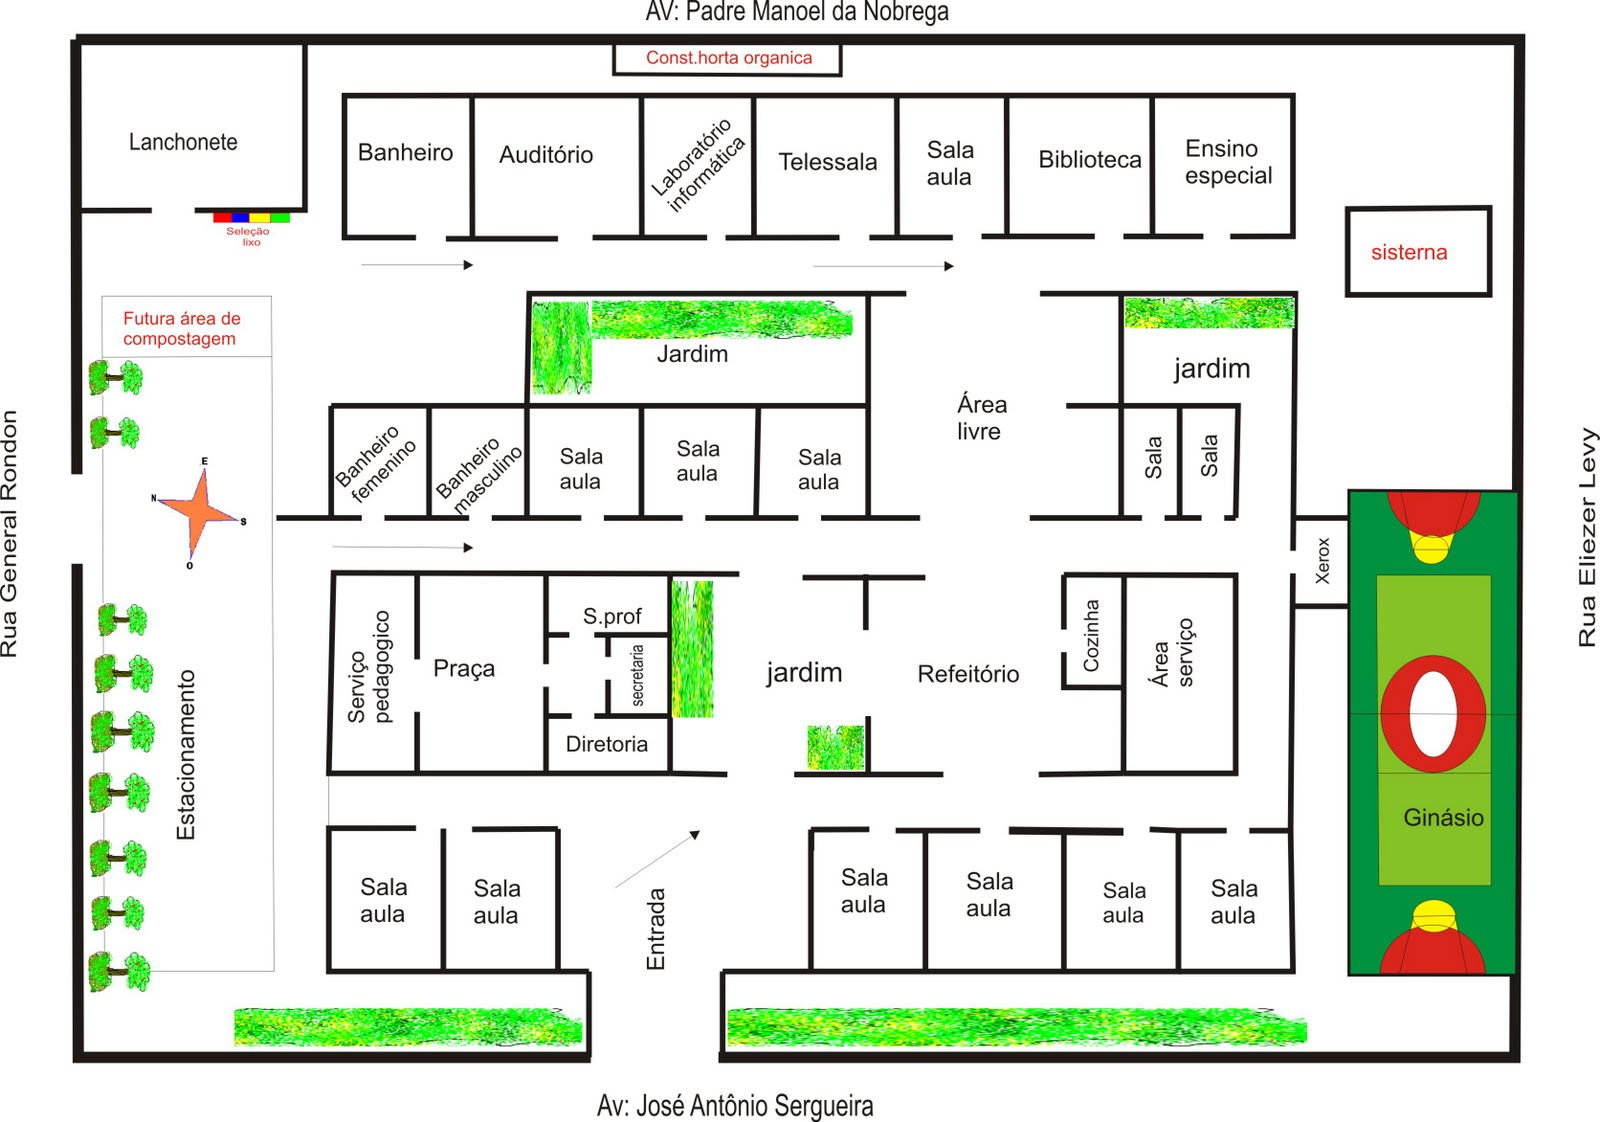 AV: Padre Manoel da Nobrega
Const.horta organica
Lanchonete
Banheiro
Auditório
Laboratório
informática
Telessala
Sala
aula
Biblioteca
Ensino
especial
Seleção
lixo
sisterna
Futura área de
compostagem
Jardim
jardim
Área
livre
Banheiro
femenino
Banheiro
masculino
Sala
aula
Sala
aula
Sala
aula
Sala
Sala
E
N
S
O
Rua General Rondon
Rua Eliezer Levy
Xerox
Serviço
pedagogico
Praça
S.prof
secretaria
Diretoria
jardim
Refeitório
Cozinha
Área
serviço
Estacionamento
Ginásio
Sala
aula
Sala
aula
Entrada
Sala
aula
Sala
aula
Sala
aula
Sala
aula
Av: José Antônio Sergueira